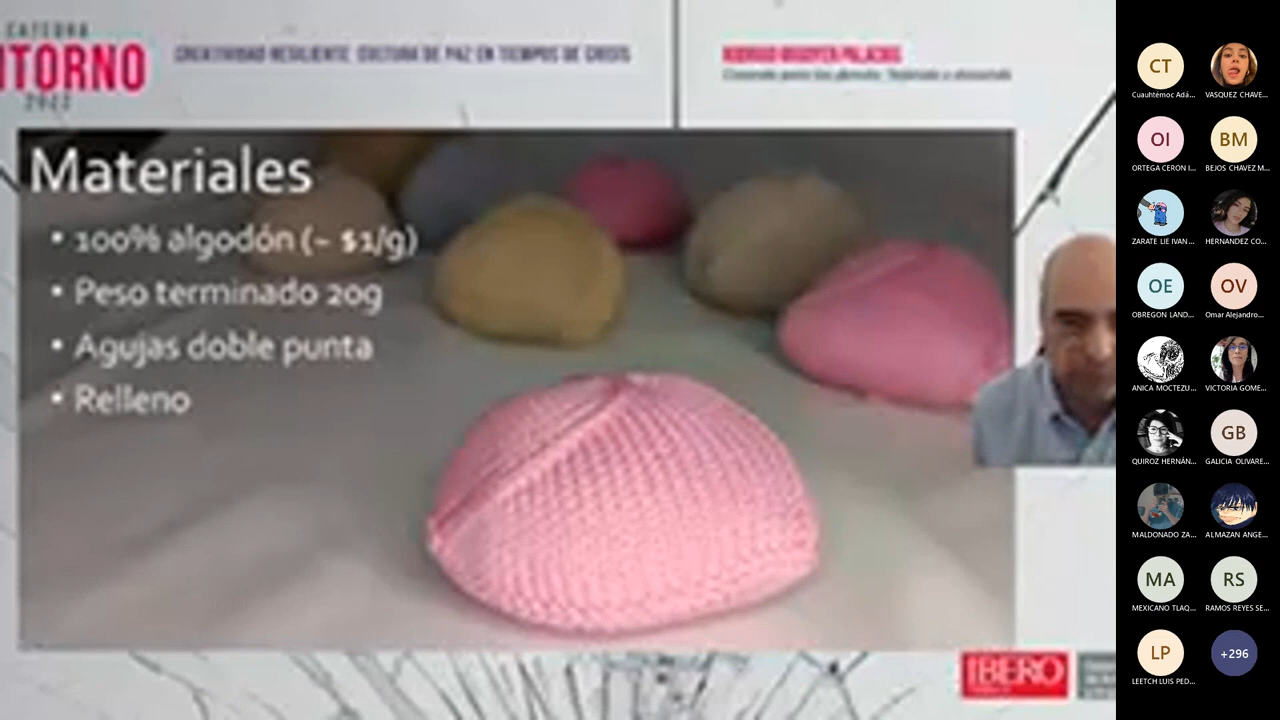 CÁTEDRA
NTORNO
2022
CREATIVIDAD RESILIENTE: CULTURA DE PAZ EN TIEMPOS DE CRISIS
Materiales
• 100% algodón (~ $1/g)
• Peso terminado 20g
• Agujas doble punta
• Relleno
IBERO
CT
Cuauhtémoc Adá...
VASQUEZ CHAVE...
OI
ORTEGA CERON I...
BM
BEJOS CHAVEZ M...
ZARATE LIE IVAN ...
HERNANDEZ CO...
OE
OBREGON LAND...
OV
Omar Alejandro...
ANICA MOCTEZU...
VICTORIA GOME...
QUIROZ HERNÁN...
GB
GALICIA OLIVARE...
MALDONADO ZA...
ALMAZAN ANGE...
MA
MEXICANO TLAQ...
RS
RAMOS REYES SE...
LP
LEETCH LUIS PED...
+296